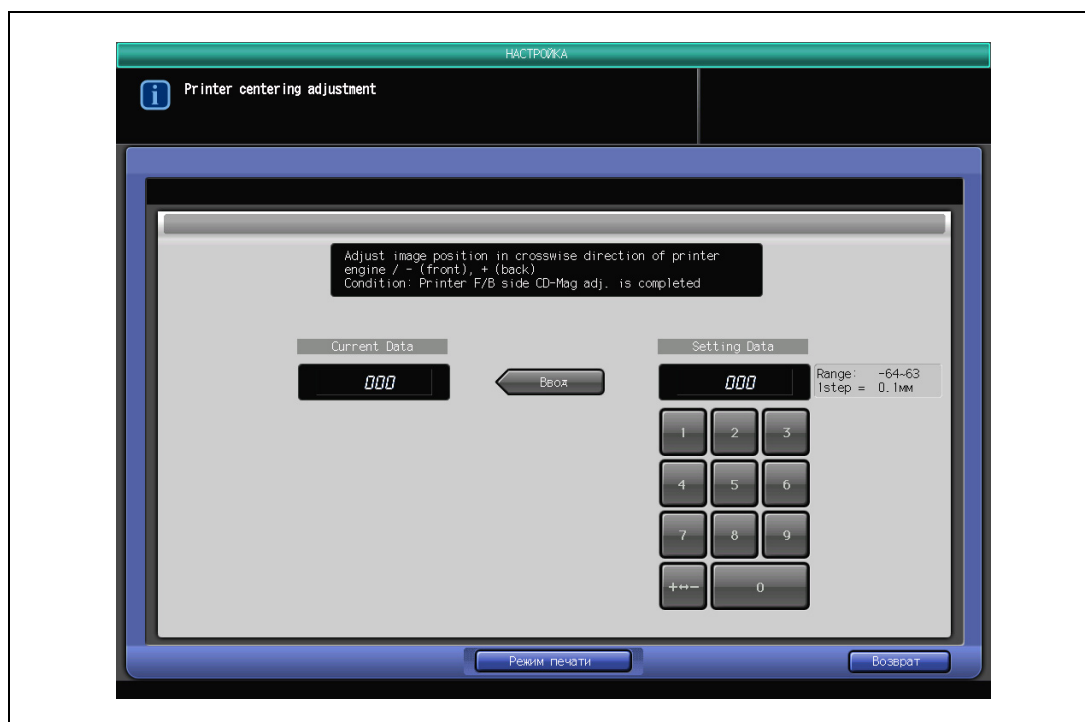 НАСТРОЙКА
Printer centering adjustment
Adjust image position in crosswise direction of printer
engine / - (front), + (back)
Condition: Printer F/B side CD-Mag adj. is completed
Current Data
Setting Data
000
Ввод
000
Range: -64~63
1step = 0.1мм
1 2 3
4 5 6
7 8 9
+↔− 0
Режим печати
Возврат